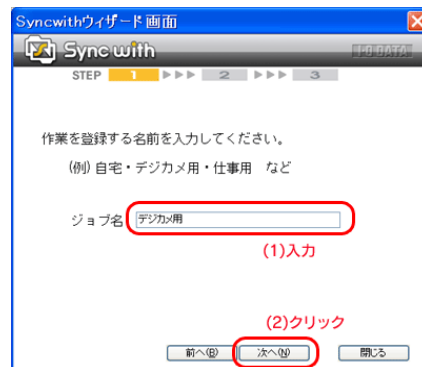 Syncwithウィザード画面
Sync with
I-O DATA
STEP 1 ▶▶▶ 2 ▶▶▶ 3
作業を登録する名前を入力してください。
(例) 自宅・デジカメ用・仕事用 など
ジョブ名 デジカメ用
(1)入力
(2)クリック
前へ(B) 次へ(N) 閉じる